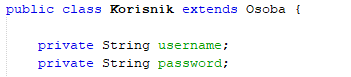 public class Korisnik extends Osoba {
private String username;
private String password;